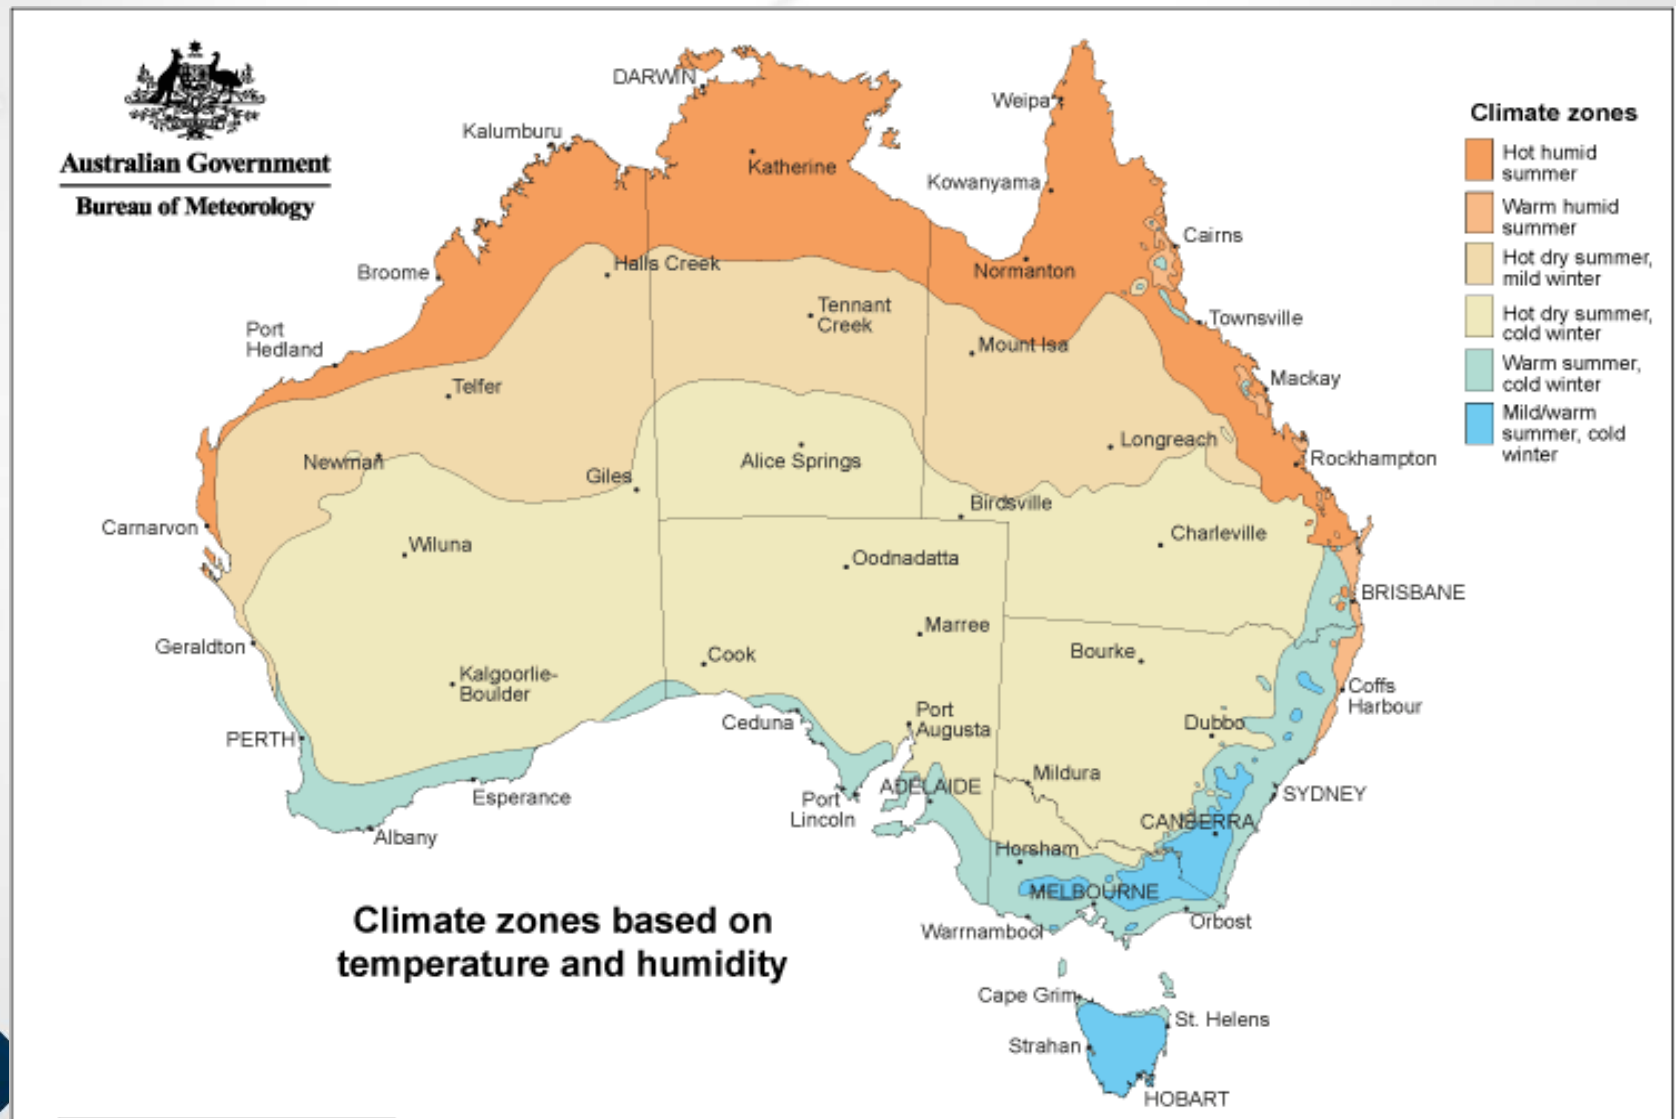 Australian Government
Bureau of Meteorology
DARWIN
Weipa
Kalumburu
Katherine
Kowanyama
Cairns
Broome
Halls Creek
Normanton
Tennant
Creek
Townsville
Port
Hedland
Mount Isa
Telfer
Mackay
Newman
Giles
Alice Springs
Longreach
Rockhampton
Carnarvon
Birdsville
Wiluna
Oodnadatta
Charleville
BRISBANE
Geraldton
Marree
Cook
Bourke
Kalgoorlie-
Boulder
Coffs
Harbour
PERTH
Ceduna
Port
Augusta
Dubbo
Esperance
Port
Lincoln
ADELAIDE
Mildura
SYDNEY
Albany
CANBERRA
Horsham
MELBOURNE
Warrnambool
Orbost
Cape Grim
St. Helens
Strahan
HOBART
Climate zones
Hot humid
summer
Warm humid
summer
Hot dry summer,
mild winter
Hot dry summer,
cold winter
Warm summer,
cold winter
Mild/warm
summer, cold
winter
Climate zones based on
temperature and humidity